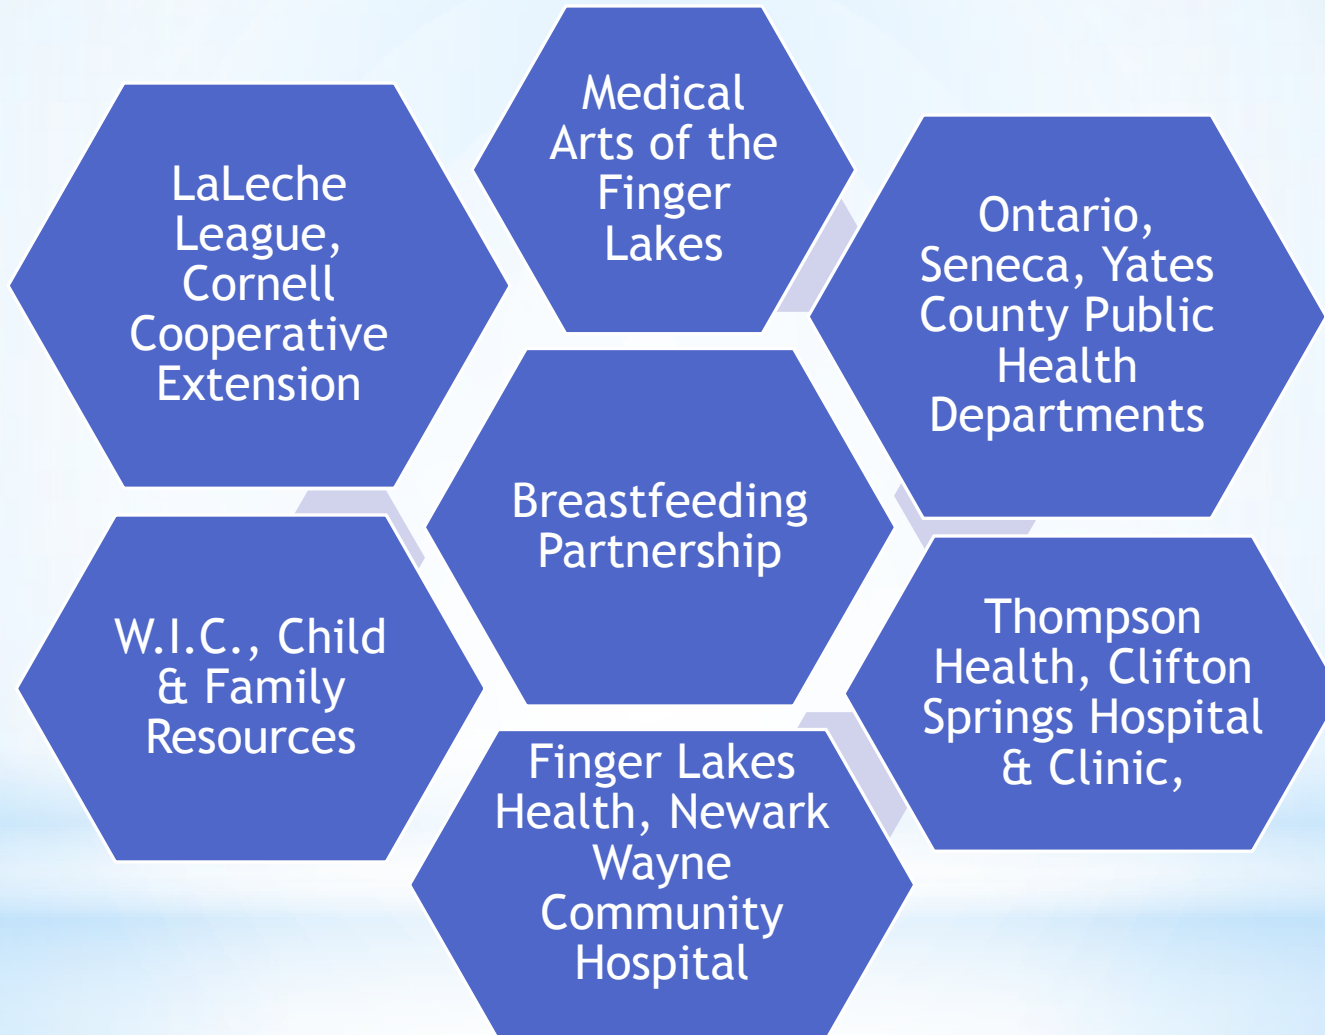 Medical
Arts of the
Finger
Lakes
LaLeche
League,
Cornell
Cooperative
Extension
Ontario,
Seneca, Yates
County Public
Health
Departments
Breastfeeding
Partnership
W.I.C., Child
& Family
Resources
Thompson
Health, Clifton
Springs Hospital
& Clinic,
Finger Lakes
Health, Newark
Wayne
Community
Hospital